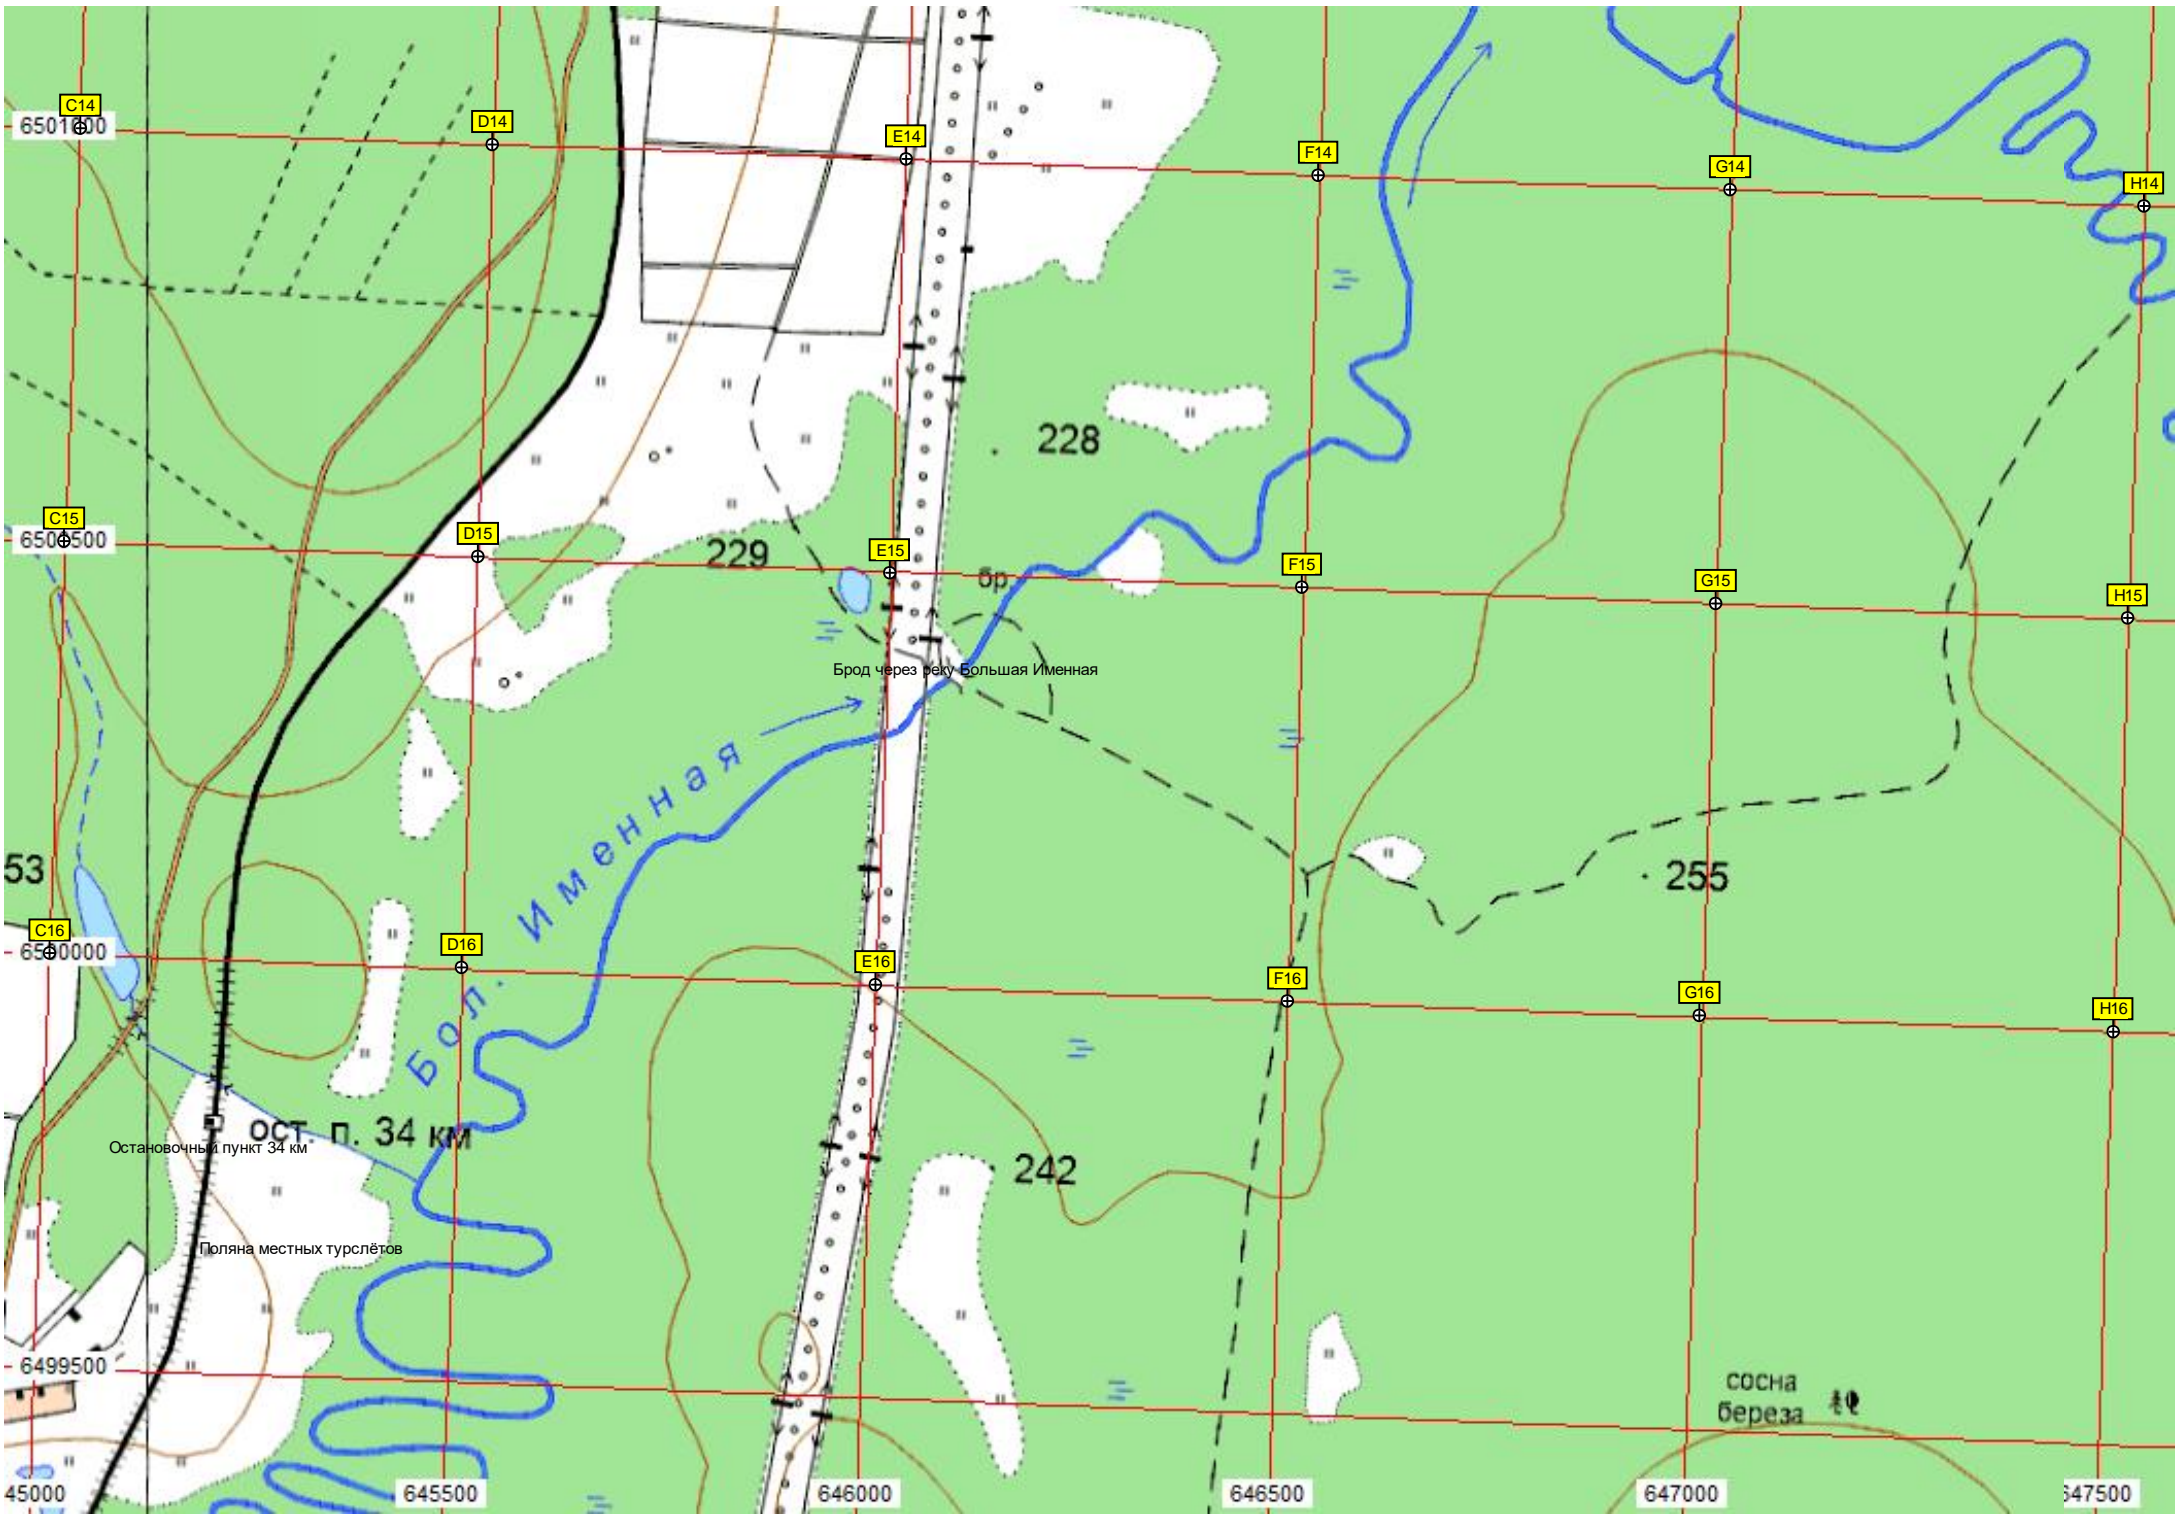 C14
6501000
D14
E14
F14
G14
H14
228
C15
D15
229
E15
бр.
F15
G15
H15
Брод через реку Большая Именная
Бол. Именная
53
255
C16
6500000
D16
E16
F16
G16
H16
ост. п. 34 км
Остановочный пункт 34 км
242
Поляна местных турслётов
6499500
сосна
береза
45000
645500
646000
646500
647000